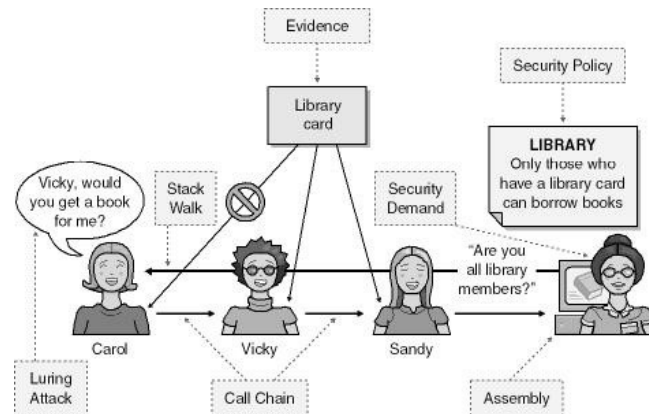 Evidence
Security Policy
Library
card
LIBRARY
Only those who
have a library card
can borrow books
Vicky, would
you get a book
for me?
Stack
Walk
Security
Demand
“Are you
all library
members?”
Carol
Vicky
Sandy
Luring
Attack
Call Chain
Assembly